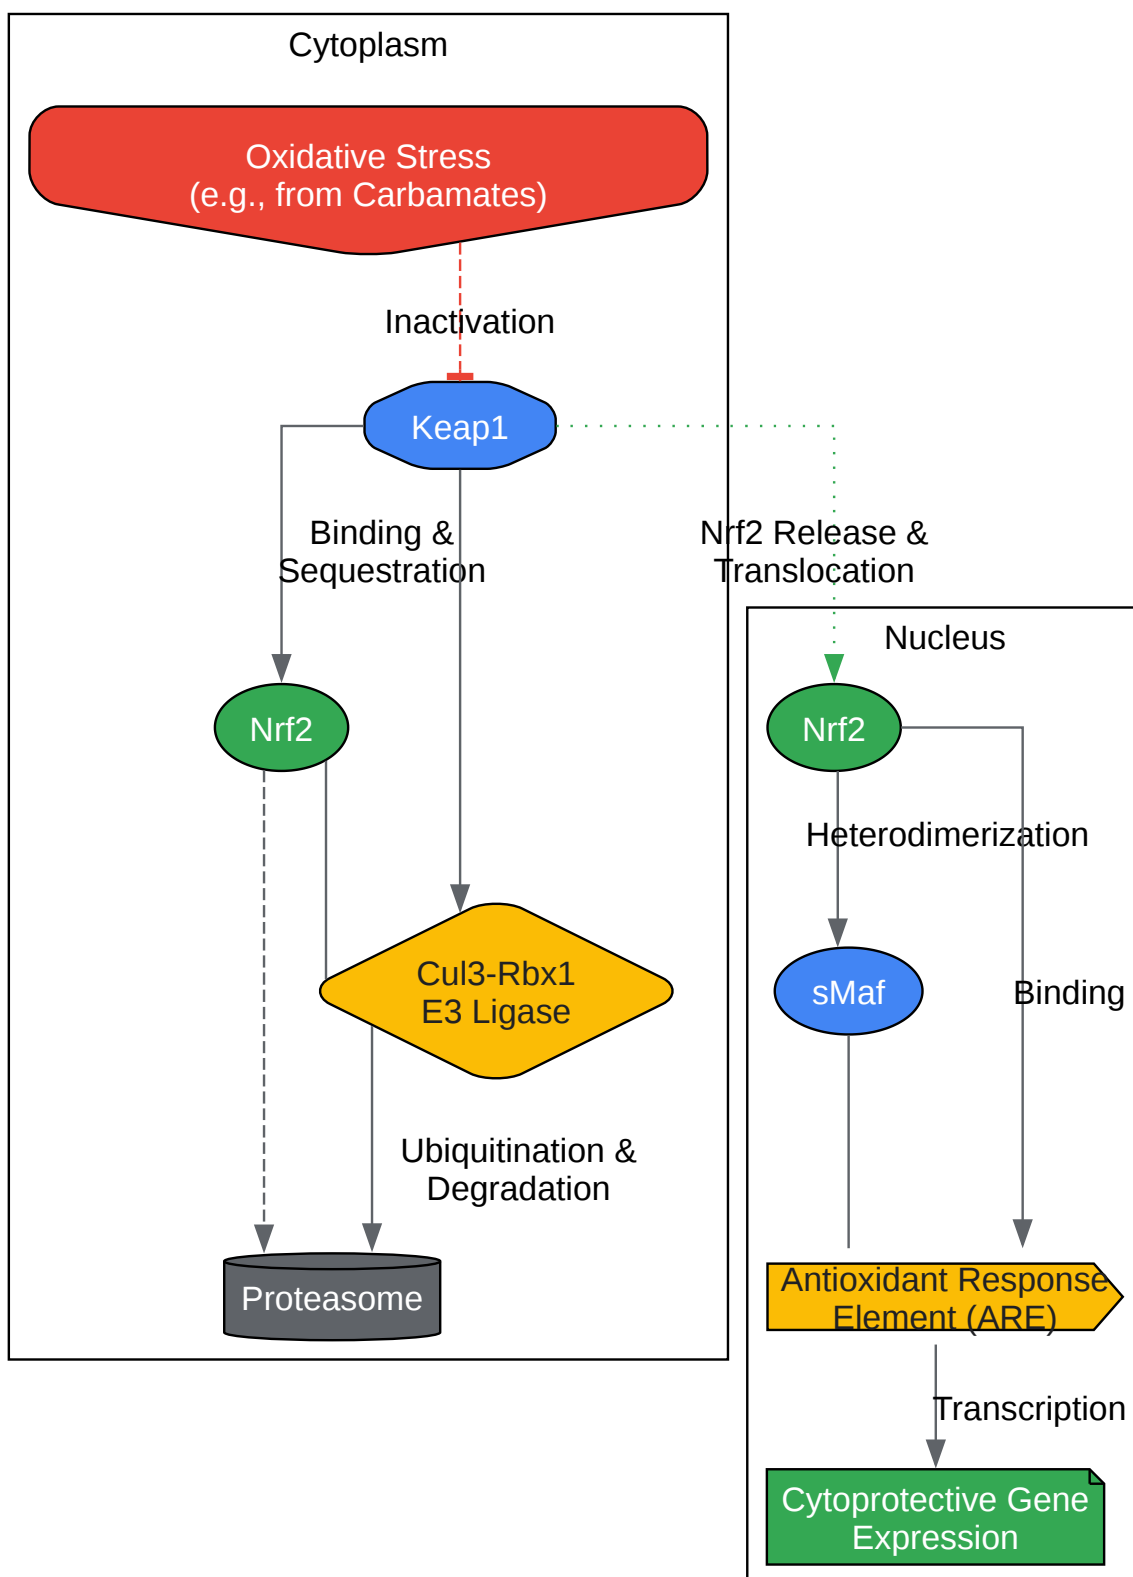 Cytoplasm
Oxidative Stress
(e.g., from Carbamates)
Inactivation
Keap1
Binding &
Sequestration
Nrf2 Release &
Translocation
Nucleus
Nrf2
Nrf2
Heterodimerization
Cul3-Rbx1
E3 Ligase
sMaf
Binding
Ubiquitination &
Degradation
Proteasome
Antioxidant Response
Element (ARE)
Transcription
Cytoprotective Gene
Expression